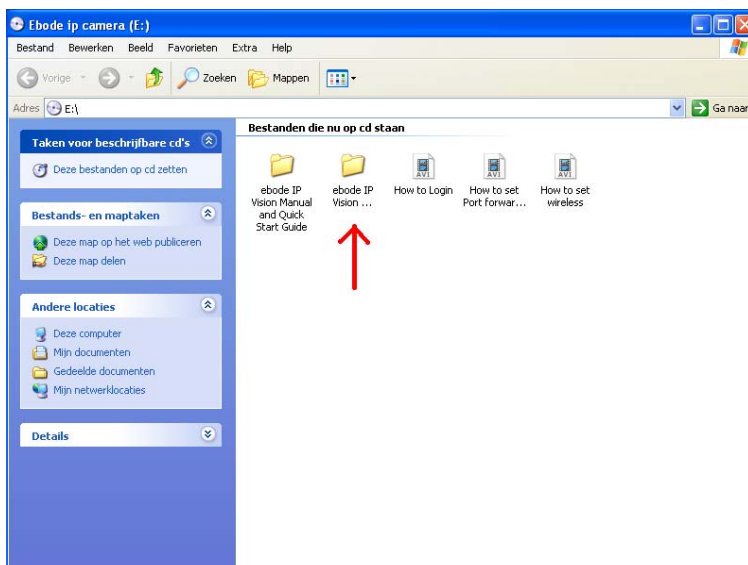 Ebode ip camera (E:)
Bestand Bewerken Beeld Favorieten Extra Help
Vorige Zoeken Mappen
Adres E:\ Ga naar
Taken voor beschrijfbare cd's
Deze bestanden op cd zetten
Bestands- en maptaken
Deze map op het web publiceren
Deze map delen
Andere locaties
Deze computer
Mijn documenten
Gedeelde documenten
Mijn netwerklocaties
Details
Bestanden die nu op cd staan
ebode IP
Vision Manual
and Quick
Start Guide
ebode IP
Vision ...
AVI
How to Login
AVI
How to set
Port forwar...
AVI
How to set
wireless